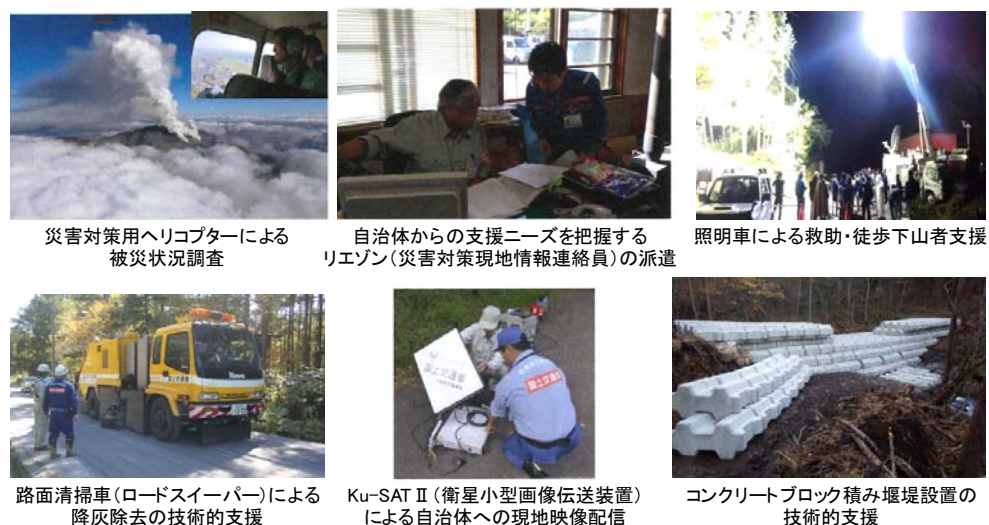 災害対策用ヘリコプターによる
被災状況調査
自治体からの支援ニーズを把握する
リエゾン(災害対策現地情報連絡員)の派遣
照明車による救助・徒歩下山者支援
国土交通省
路面清掃車(ロードスイーパー)による
降灰除去の技術的支援
Ku-SATⅡ(衛星小型画像伝送装置)
による自治体への現地映像配信
コンクリートブロック積み堰堤設置の
技術的支援